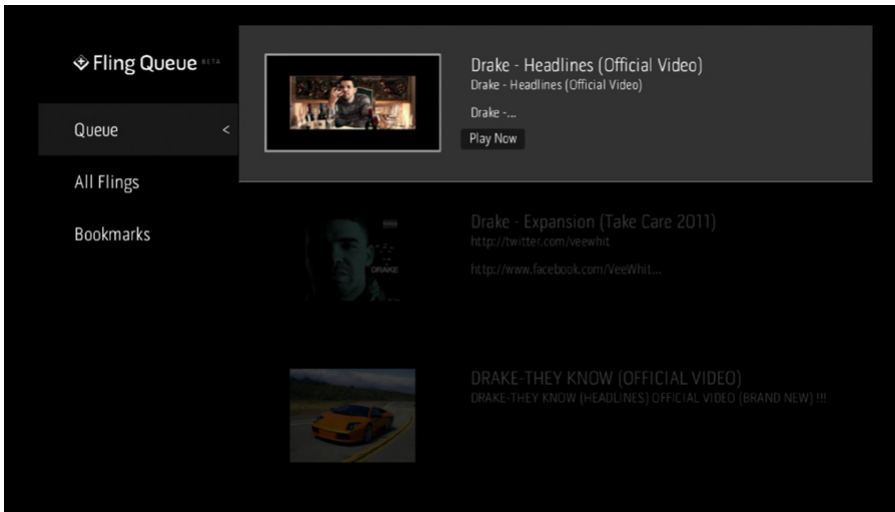 Fling Queue BETA
Queue <
All Flings
Bookmarks
Drake - Headlines (Official Video)
Drake - Headlines (Official Video)
Drake -...
Play Now
Drake - Expansion (Take Care 2011)
http://twitter.com/veewhit
http://www.facebook.com/VeeWhit...
DRAKE
DRAKE-THEY KNOW (OFFICIAL VIDEO)
DRAKE-THEY KNOW (HEADLINES) OFFICIAL VIDEO (BRAND NEW) !!!